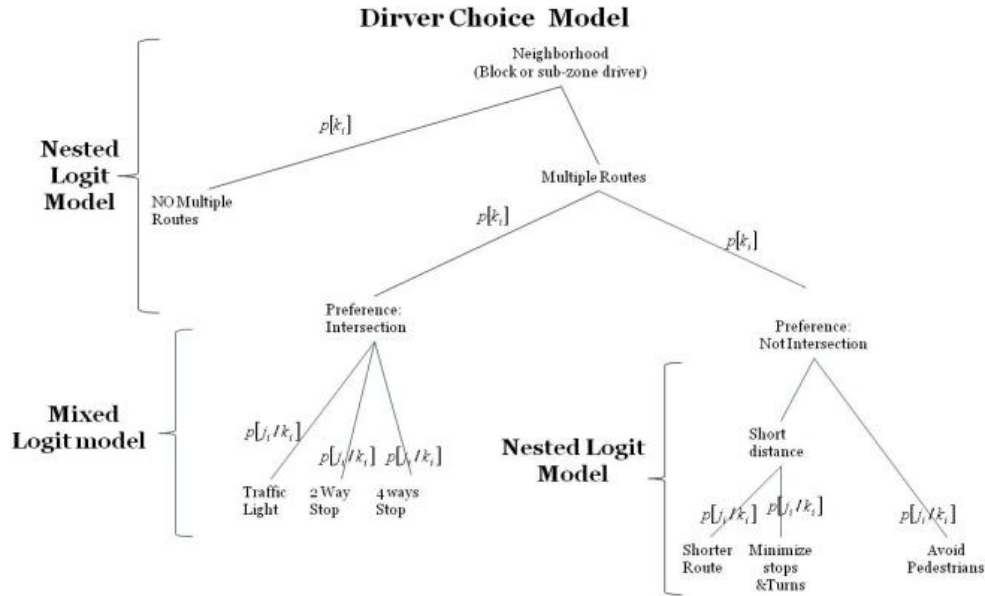 Dirver Choice Model
Neighborhood
(Block or sub-zone driver)
p[k_i]
Nested
Logit
Model
NO Multiple
Routes
Multiple Routes
p[k_i]
p[k_i]
Preference:
Intersection
Preference:
Not Intersection
Mixed
Logit model
p[j_i / k_i]
p[j_i / k_i]
p[j_i / k_i]
Traffic
Light
2 Way
Stop
4 ways
Stop
Nested Logit
Model
Short
distance
p[j_i / k_i]
p[j_i / k_i]
p[j_i / k_i]
Shorter
Route
Minimize
stops
&Turns
Avoid
Pedestrians